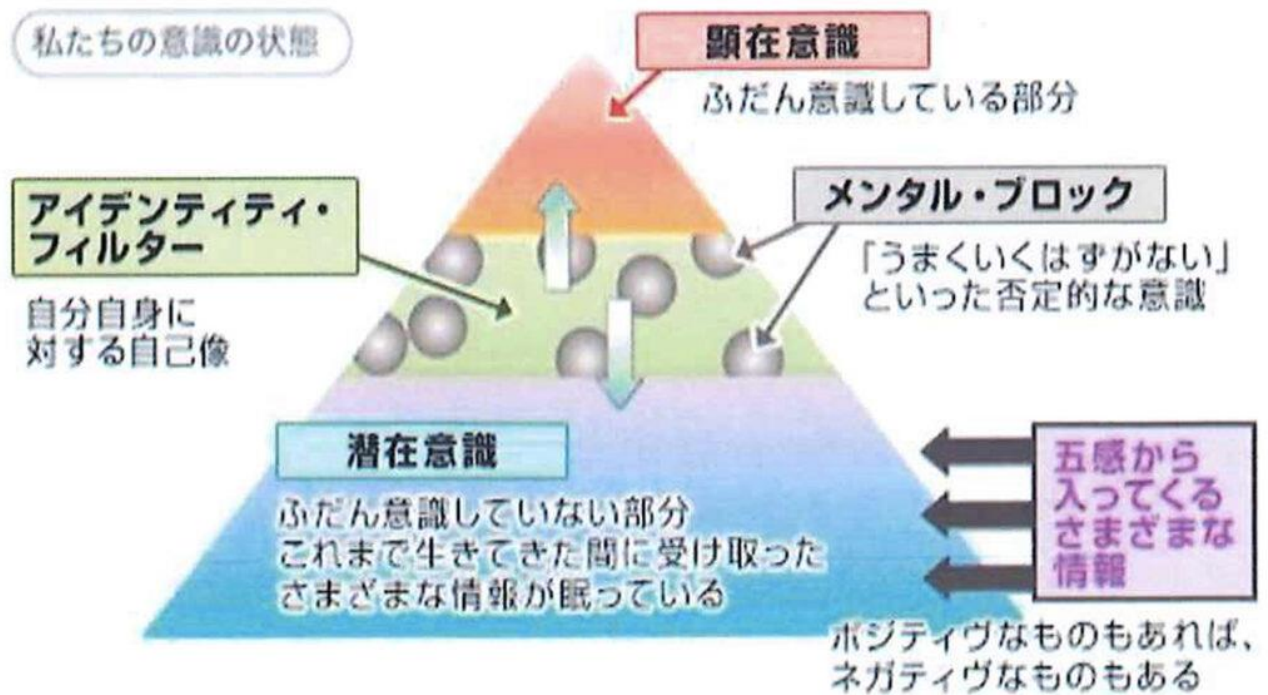 私たちの意識の状態
顕在意識
ふだん意識している部分
アイデンティティ・
フィルター
自分自身に
対する自己像
メンタル・ブロック
「うまくいくはずがない」
といった否定的な意識
潜在意識
ふだん意識していない部分
これまで生きてきた間に受け取った
さまざまな情報が眠っている
五感から
入ってくる
さまざまな
情報
ポジティヴなものもあれば、
ネガティヴなものもある